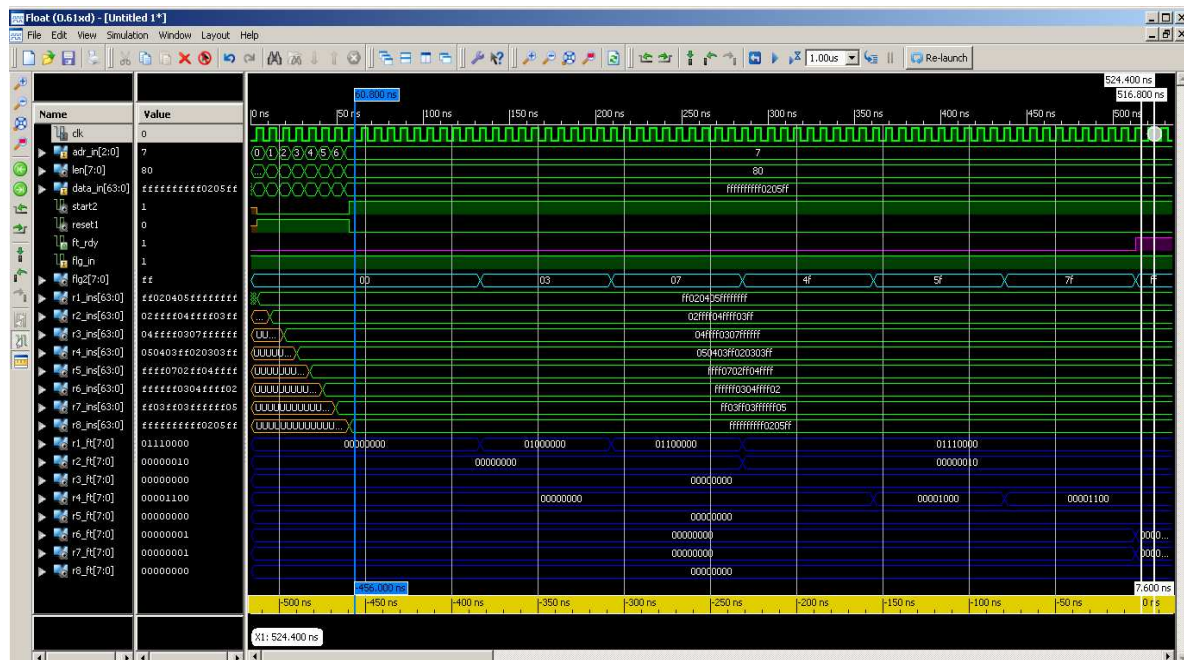 Float (0.61xd) - [Untitled 1*]
File Edit View Simulation Window Layout Help
1.00us Re-launch
524.400 ns
60.800 ns 516.800 ns
Name Value 0 ns 50 ns 100 ns 150 ns 200 ns 250 ns 300 ns 350 ns 400 ns 450 ns 500 ns
clk 0
adr_in[2:0] 7 0 1 2 3 4 5 6 7
len[7:0] 80 ... 80
data_in[63:0] ffffffffff0205ff ffffffffff0205ff
start2 1
reset1 0
ft_rdy 1
flg_in 1
flg2[7:0] ff 00 03 07 4f 5f 7f ff
r1_ins[63:0] ff020405ffffffff ff020405ffffffff
r2_ins[63:0] 02ffff04ffff03ff ... 02ffff04ffff03ff
r3_ins[63:0] 04ffff0307ffffff UU... 04ffff0307ffffff
r4_ins[63:0] 050403ff020303ff UUUUU... 050403ff020303ff
r5_ins[63:0] ffff0702ff04ffff UUUUUUU... ffff0702ff04ffff
r6_ins[63:0] ffffff0304ffff02 UUUUUUUU... ffffff0304ffff02
r7_ins[63:0] ff03ff03ffffff05 UUUUUUUUUUU... ff03ff03ffffff05
r8_ins[63:0] ffffffffff0205ff UUUUUUUUUUUUU... ffffffffff0205ff
r1_ft[7:0] 01110000 00000000 01000000 01100000 01110000
r2_ft[7:0] 00000010 00000000 00000010
r3_ft[7:0] 00000000 00000000
r4_ft[7:0] 00001100 00000000 00001000 00001100
r5_ft[7:0] 00000000 00000000
r6_ft[7:0] 00000001 00000000 0000...
r7_ft[7:0] 00000001 00000000 0000...
r8_ft[7:0] 00000000 00000000
-456.000 ns 7.600 ns
-500 ns -450 ns -400 ns -350 ns -300 ns -250 ns -200 ns -150 ns -100 ns -50 ns 0 ns
X1: 524.400 ns